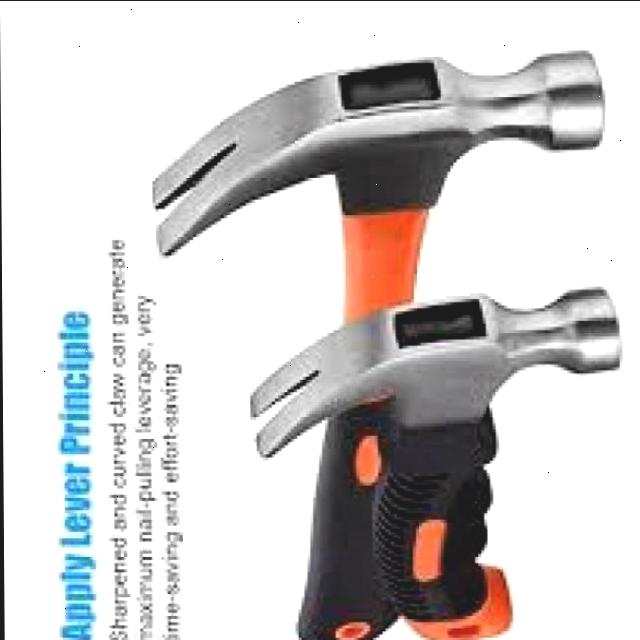 Apply Lever Principle
Sharpened and curved claw can generate
maximum nail-pulling leverage, very
time-saving and effort-saving